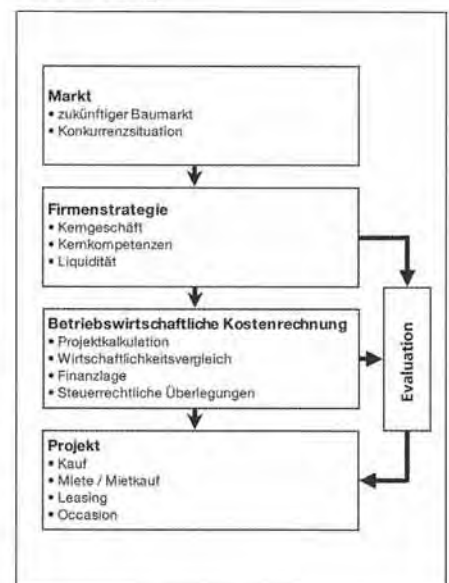 Markt
• zukünftiger Baumarkt
• Konkurrenzsituation
Firmenstrategie
• Kerngeschäft
• Kernkompetenzen
• Liquidität
Betriebswirtschaftliche Kostenrechnung
• Projektkalkulation
• Wirtschaftlichkeitsvergleich
• Finanzlage
• Steuerrechtliche Überlegungen
Evaluation
Projekt
• Kauf
• Miete / Mietkauf
• Leasing
• Occasion